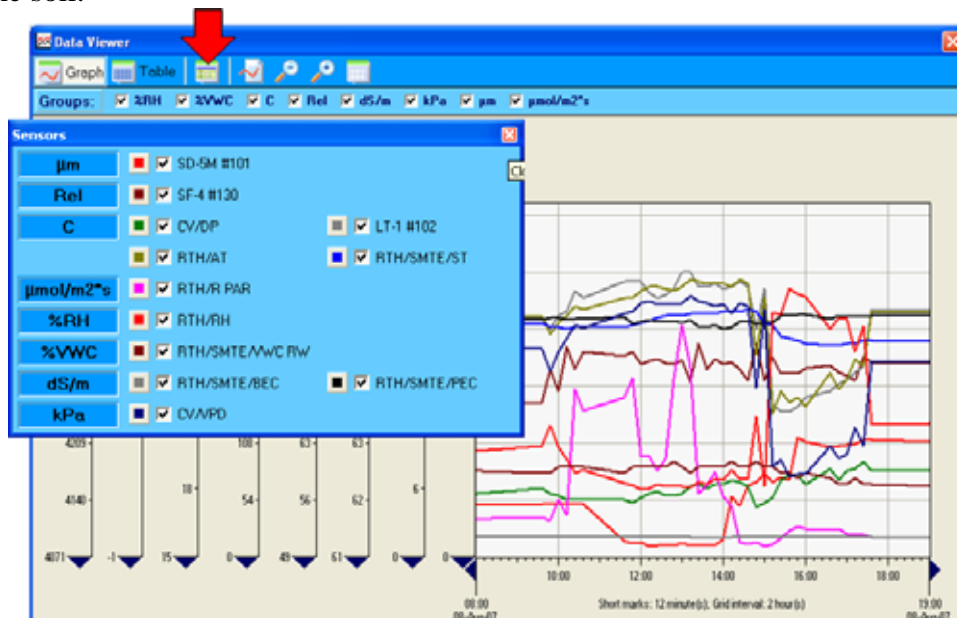 Data Viewer
Graph Table
Groups: %RH %VWC C Rel dS/m kPa µm µmol/m2*s
Sensors
µm SD-5M #101
Rel SF-4 #130
C CV/DP LT-1 #102
RTH/AT RTH/SMTE/ST
µmol/m2*s RTH/R PAR
%RH RTH/RH
%VWC RTH/SMTE/VWC RW
dS/m RTH/SMTE/BEC RTH/SMTE/PEC
kPa CV/VPD
4209 108 63 63
4140 18 54 56 62 6
4071 -1 15 0 49 61 0 0
10:00 12:00 14:00 16:00 18:00
08:00 Short marks: 12 minute(s); Grid interval: 2 hour(s) 19:00